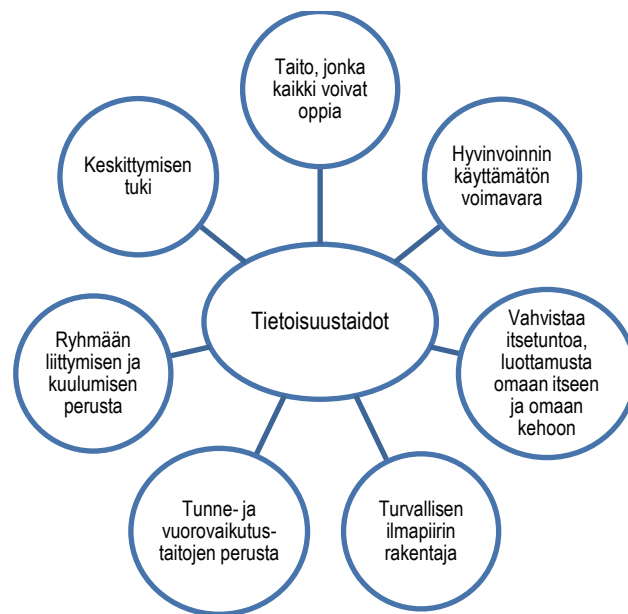 Taito, jonka
kaikki voivat
oppia
Hyvinvoinnin
käyttämätön
voimavara
Vahvistaa
itsetuntoa,
luottamusta
omaan itseen
ja omaan
kehoon
Turvallisen
ilmapiirin
rakentaja
Tunne- ja
vuorovaikutus-
taitojen perusta
Ryhmään
liittymisen ja
kuulumisen
perusta
Keskittymisen
tuki
Tietoisuustaidot